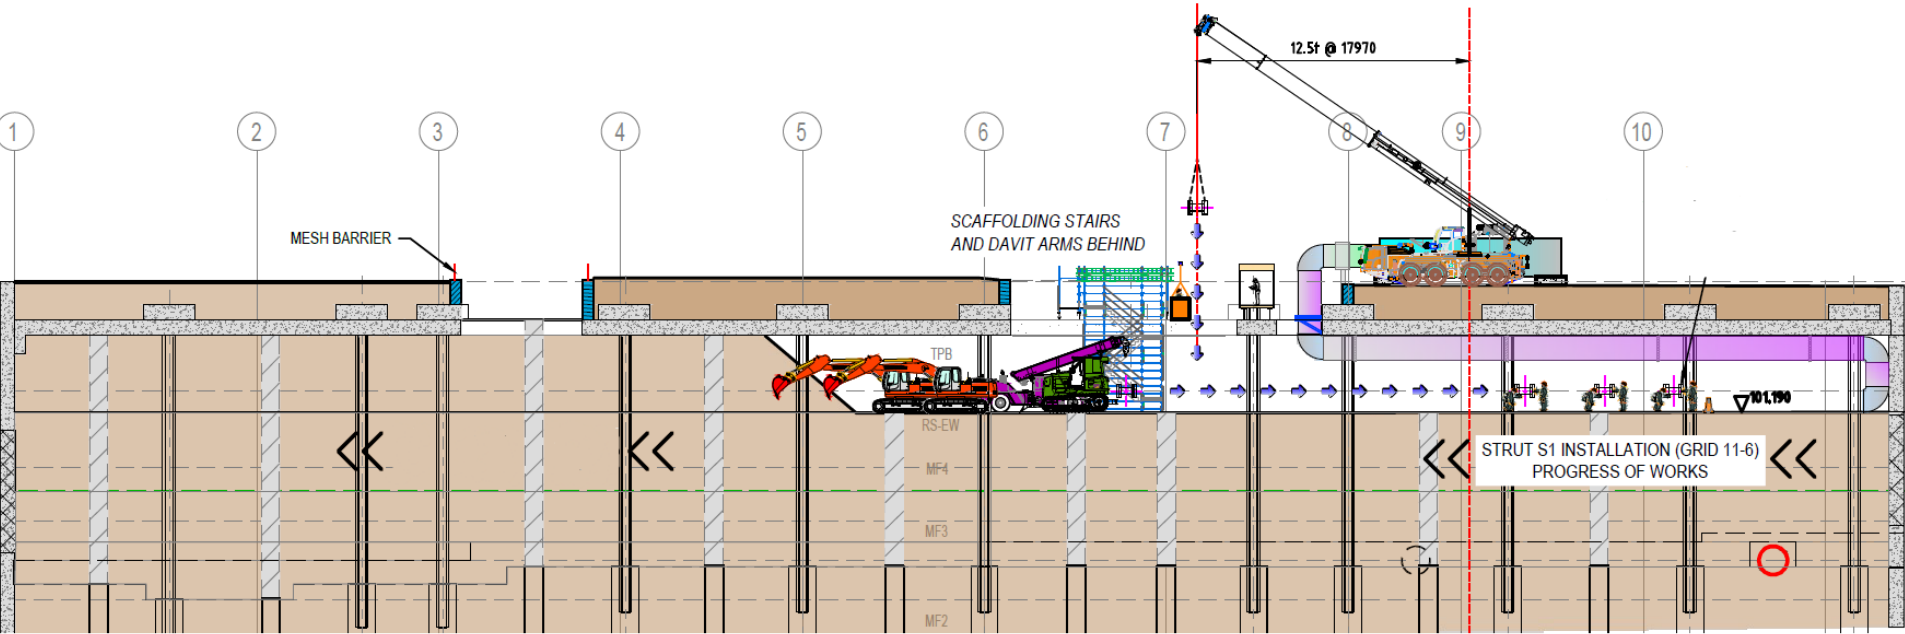 12.5t @ 17970
1
2
3
4
5
6
7
8
9
10
SCAFFOLDING STAIRS
AND DAVIT ARMS BEHIND
MESH BARRIER
TPB
101,190
RS-EW
MF4
STRUT S1 INSTALLATION (GRID 11-6)
PROGRESS OF WORKS
MF3
MF2